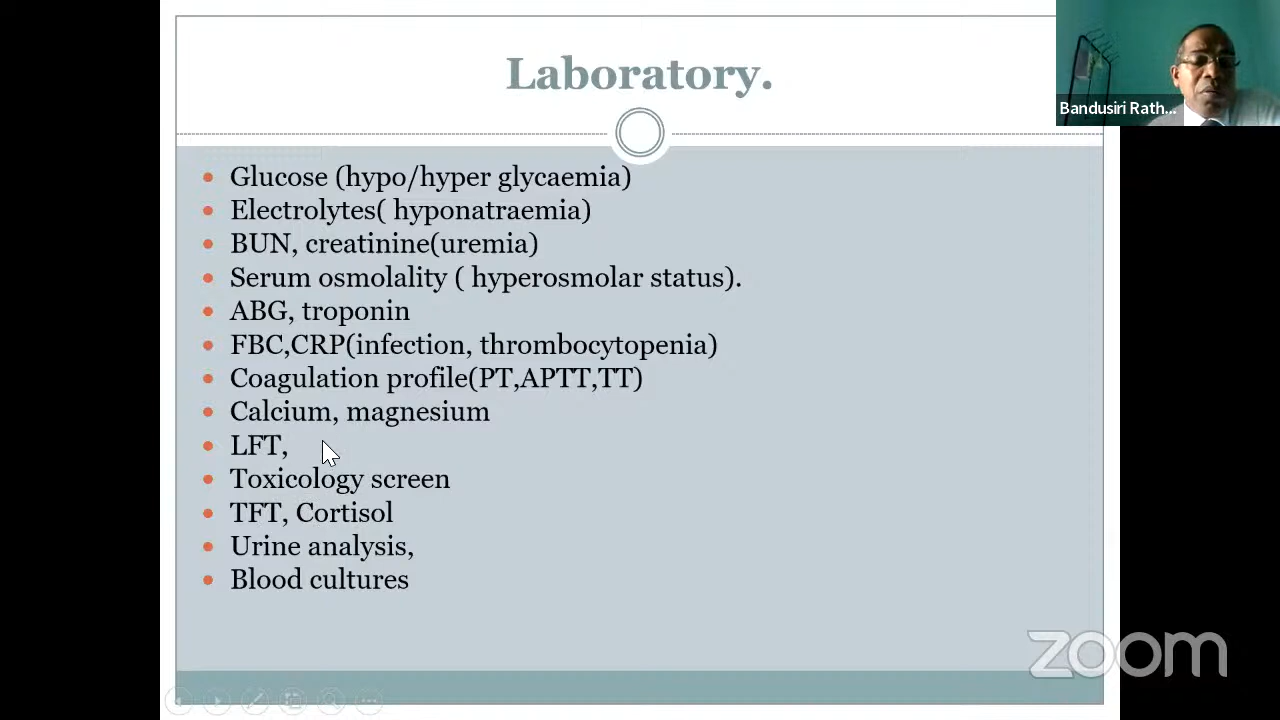 Laboratory.
Bandusiri Rath...
Glucose (hypo/hyper glycaemia)
Electrolytes( hyponatraemia)
BUN, creatinine(uremia)
Serum osmolality ( hyperosmolar status).
ABG, troponin
FBC,CRP(infection, thrombocytopenia)
Coagulation profile(PT,APTT,TT)
Calcium, magnesium
LFT,
Toxicology screen
TFT, Cortisol
Urine analysis,
Blood cultures
zoom